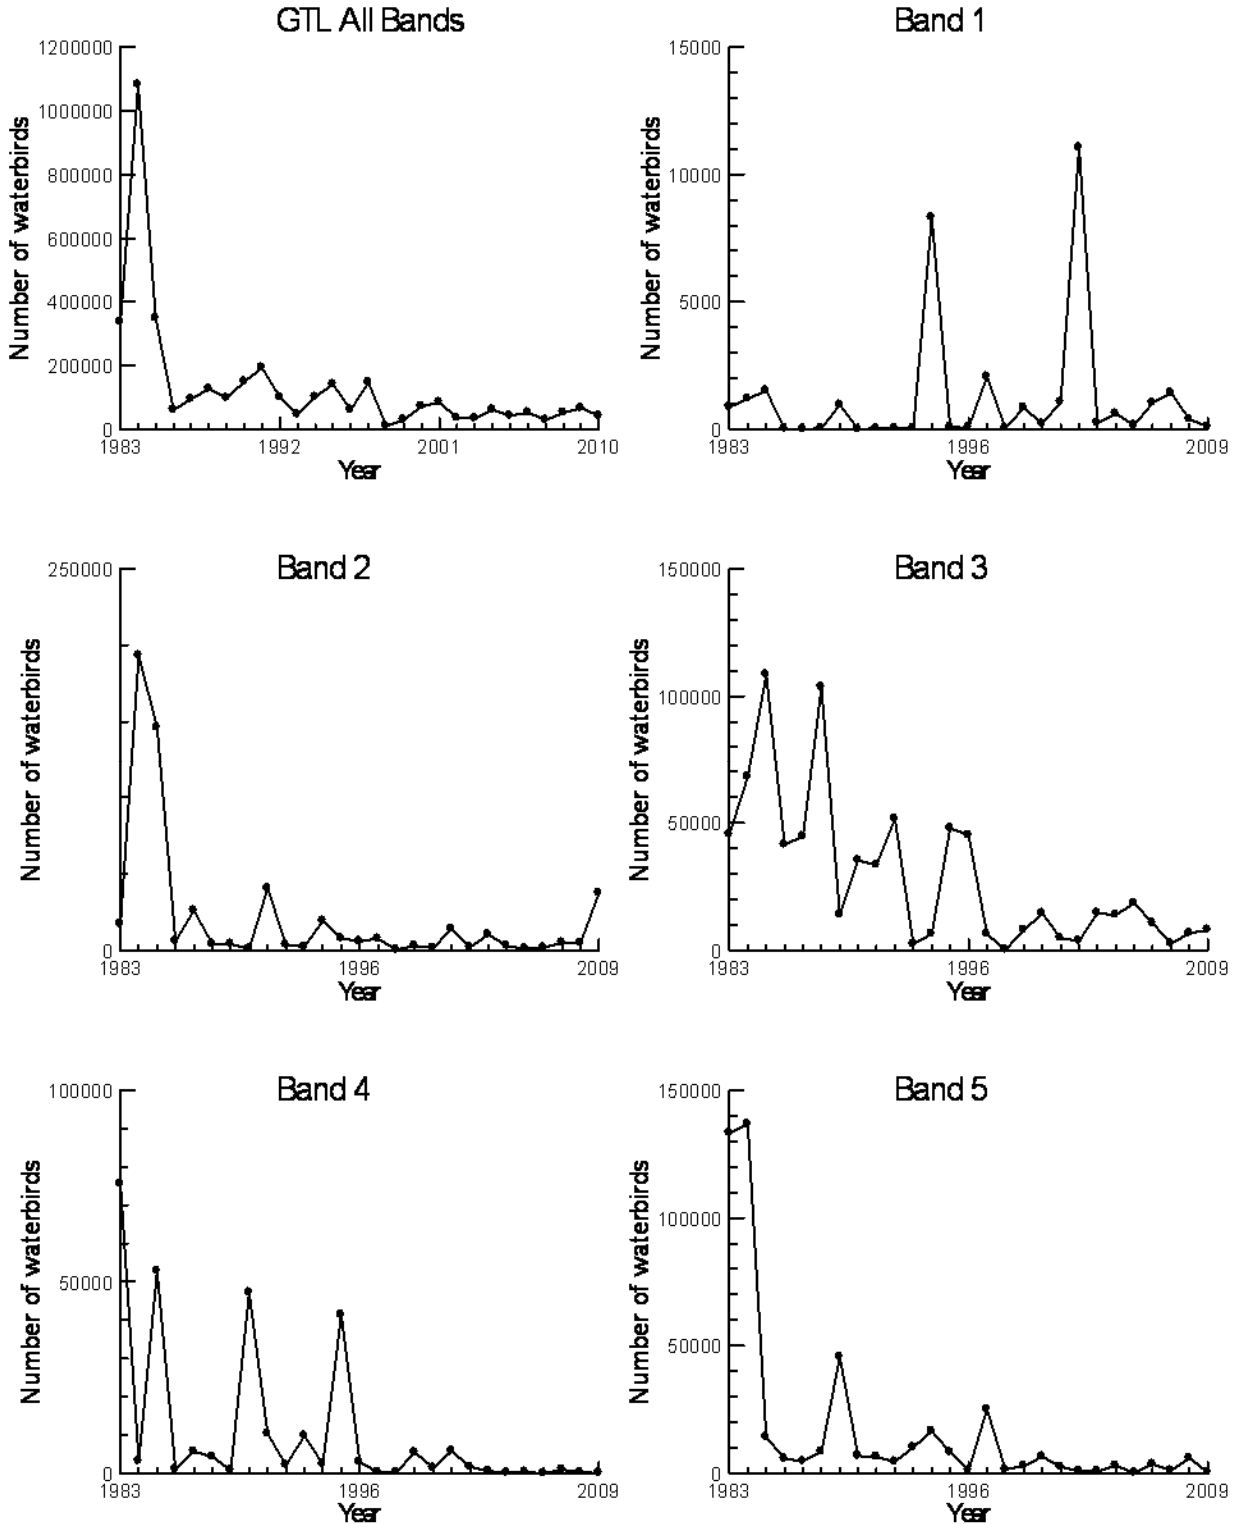 GTL All Bands
Band 1
1200000
1000000
800000
600000
400000
200000
0
Number of waterbirds
1983
1992
2001
2010
Year
15000
10000
5000
0
Number of waterbirds
1983
1996
2009
Year
Band 2
Band 3
250000
0
Number of waterbirds
1983
1996
2009
Year
150000
100000
50000
0
Number of waterbirds
1983
1996
2009
Year
Band 4
Band 5
100000
50000
0
Number of waterbirds
1983
1996
2009
Year
150000
100000
50000
0
Number of waterbirds
1983
1996
2009
Year